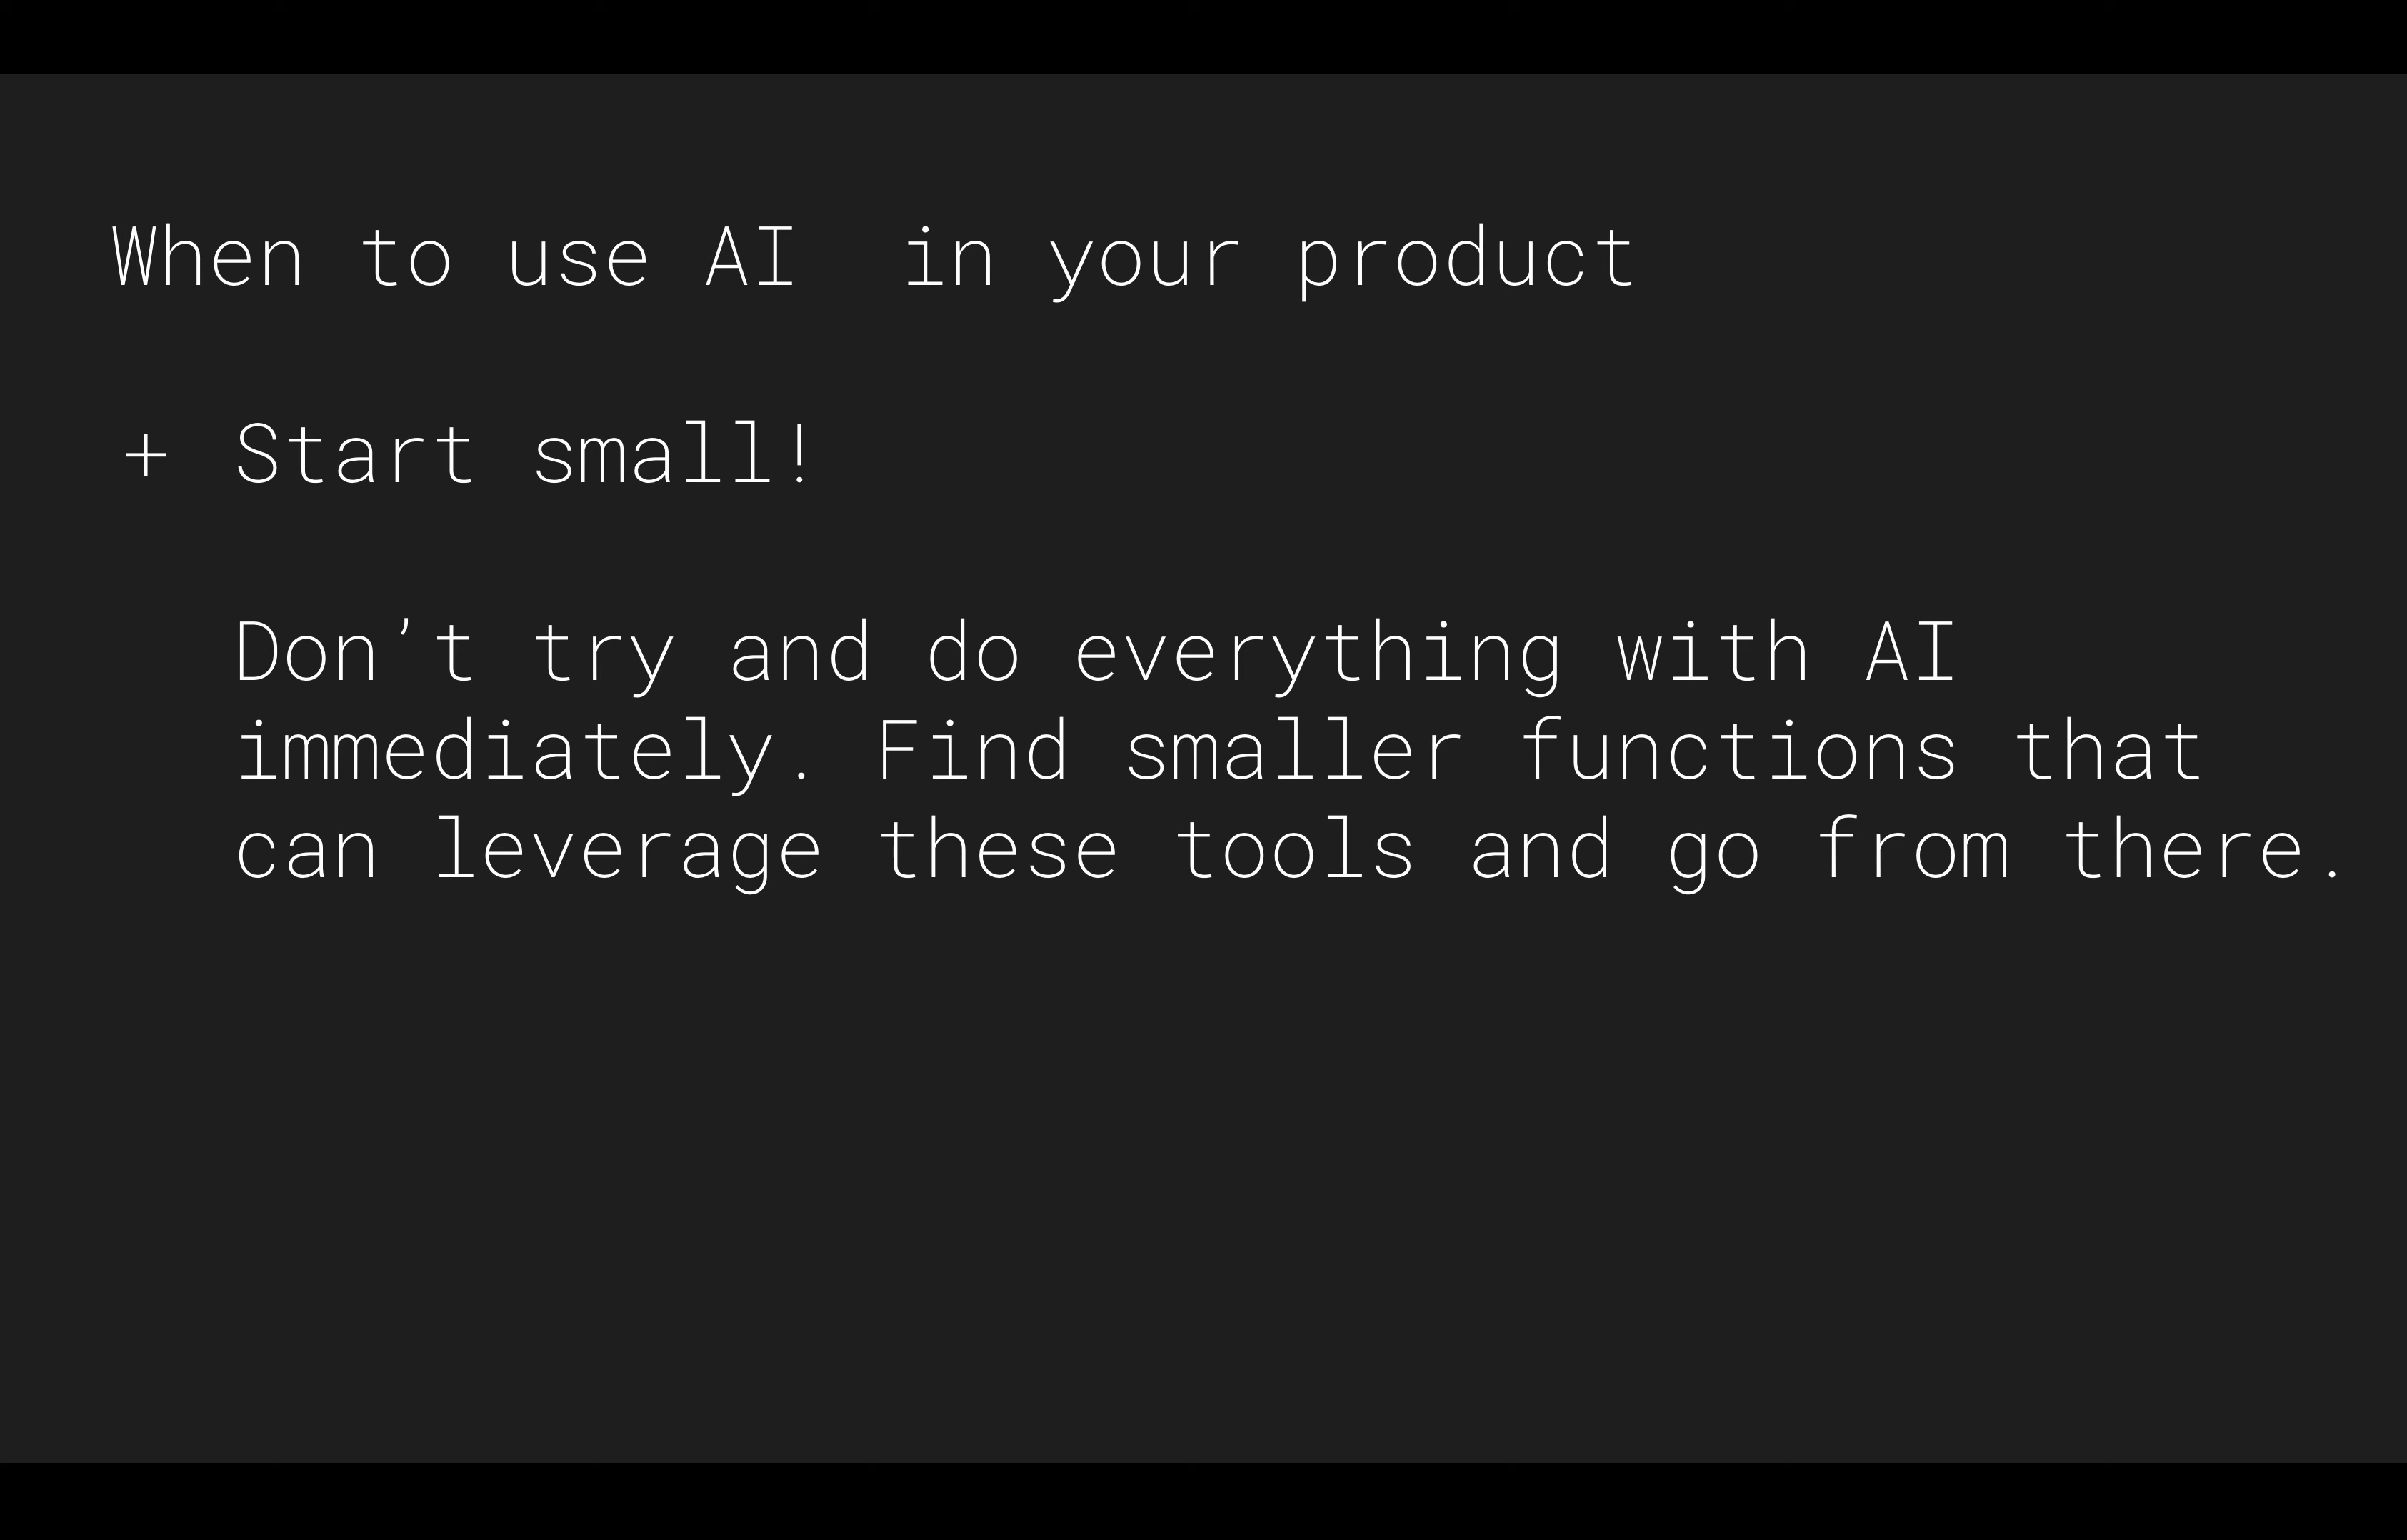 When to use AI  in your product
+ Start small!
Don’t try and do everything with AI
immediately. Find smaller functions that
can leverage these tools and go from there.